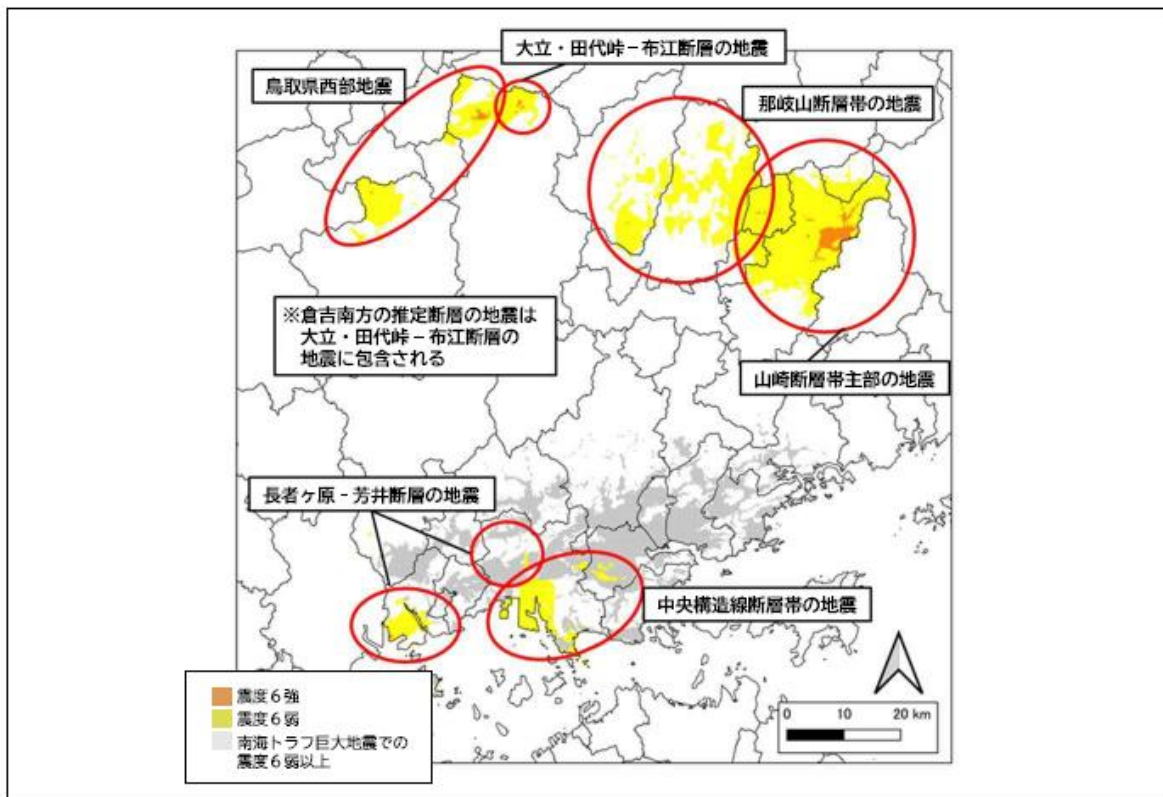 大立・田代峠－布江断層の地震
鳥取県西部地震
那岐山断層帯の地震
※倉吉南方の推定断層の地震は
大立・田代峠－布江断層の
地震に包含される
山崎断層帯主部の地震
長者ヶ原－芳井断層の地震
中央構造線断層帯の地震
震度６強
震度６弱
南海トラフ巨大地震での
震度６弱以上
0 10 20 km